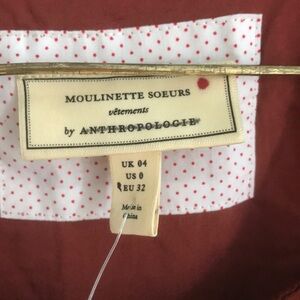 MOULINETTE SOEURS
vêtements
by ANTHROPOLOGIE
UK 04
US 0
EU 32
Made in
China